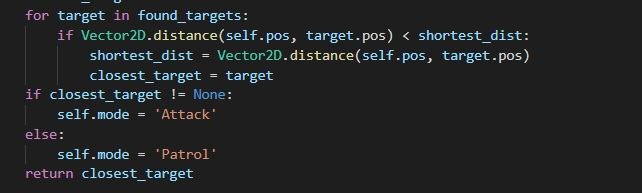 for target in found_targets:
    if Vector2D.distance(self.pos, target.pos) < shortest_dist:
        shortest_dist = Vector2D.distance(self.pos, target.pos)
        closest_target = target
if closest_target != None:
    self.mode = 'Attack'
else:
    self.mode = 'Patrol'
return closest_target